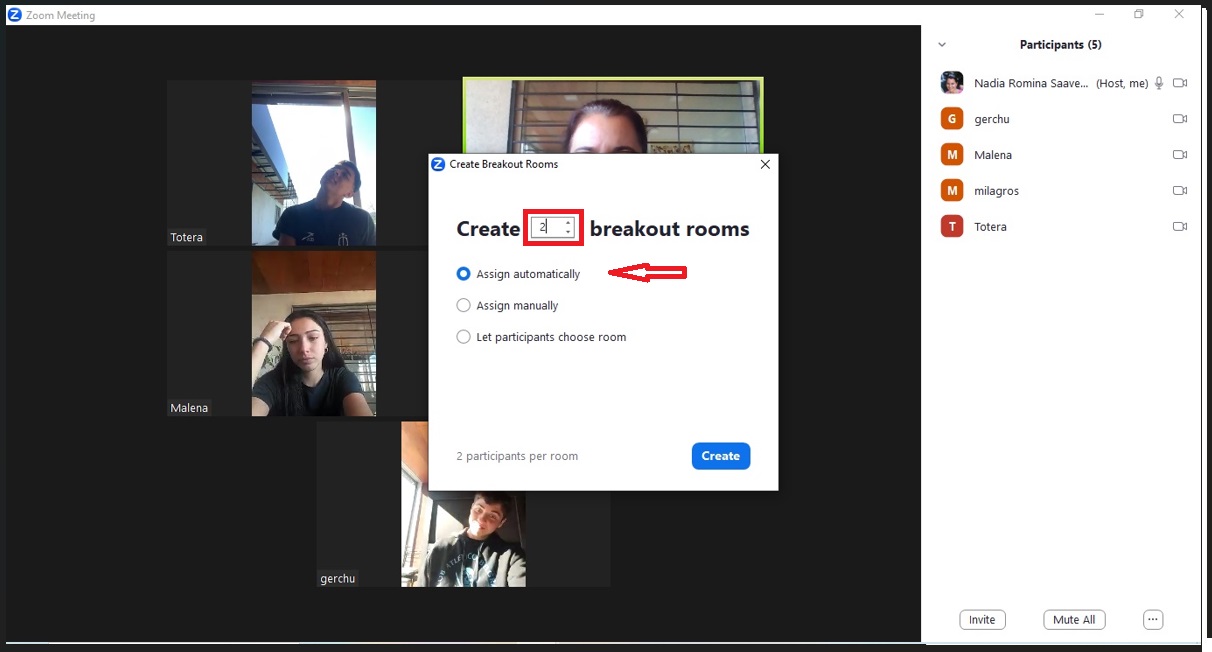 Zoom Meeting
Totera
Malena
gerchu
Create Breakout Rooms
Create 2 breakout rooms
Assign automatically
Assign manually
Let participants choose room
2 participants per room
Create
Participants (5)
Nadia Romina Saave... (Host, me)
G gerchu
M Malena
M milagros
T Totera
Invite
Mute All
...